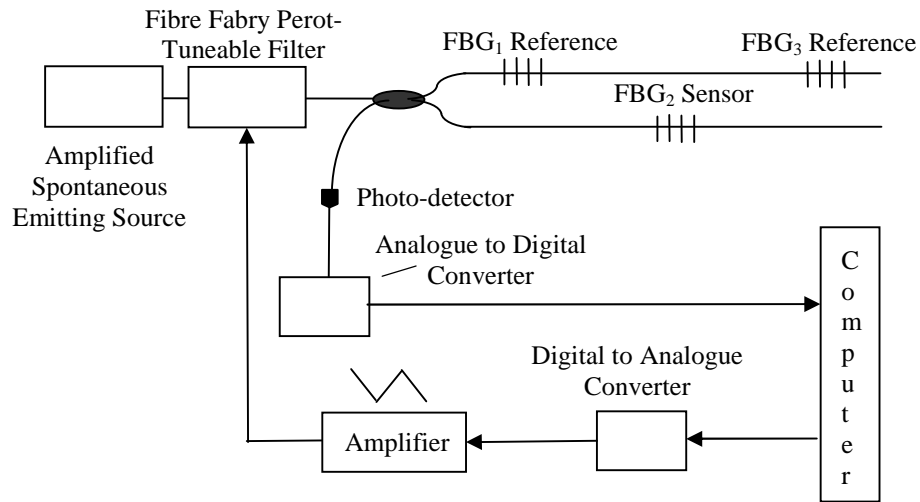 Fibre Fabry Perot-
Tuneable Filter
FBG₁ Reference
FBG₃ Reference
FBG₂ Sensor
Amplified
Spontaneous
Emitting Source
Photo-detector
Analogue to Digital
Converter
Computer
Digital to Analogue
Converter
Amplifier